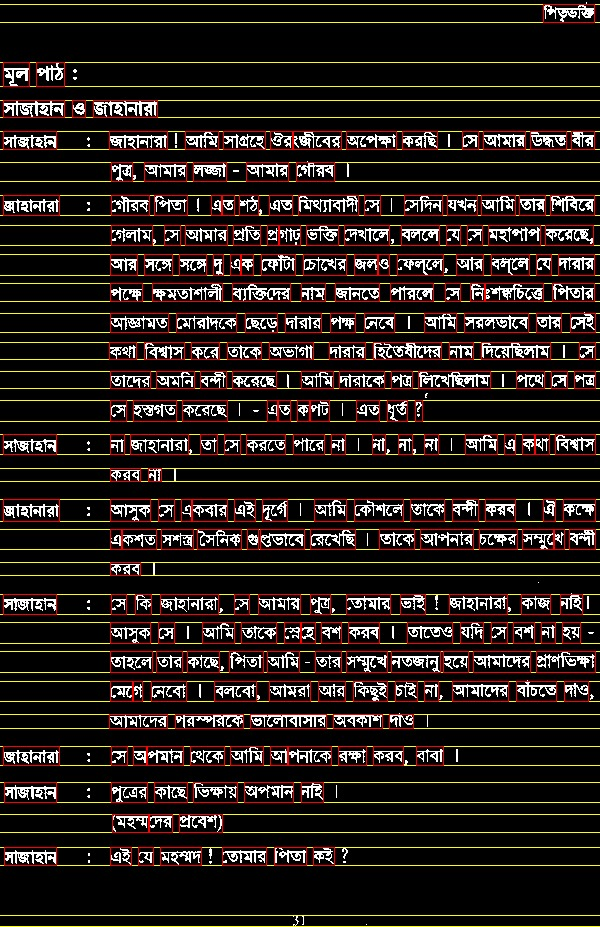 পিতৃভক্তি
মূল পাঠ :
সাজাহান ও জাহানারা
সাজাহান : জাহানারা ! আমি সাগ্রহে ঔরংজীবের অপেক্ষা করছি । সে আমার উদ্ধত বীর
পুত্র, আমার লজ্জা - আমার গৌরব ।
জাহানারা : গৌরব পিতা ! এত শঠ, এত মিথ্যাবাদী সে । সেদিন যখন আমি তার শিবিরে
গেলাম, সে আমার প্রতি প্রগাঢ় ভক্তি দেখালে, বললে যে সে মহাপাপ করেছে,
আর সঙ্গে সঙ্গে দু এক ফোঁটা চোখের জলও ফেল্‌লে, আর বল্‌লে যে দারার
পক্ষে ক্ষমতাশালী ব্যক্তিদের নাম জানতে পারলে সে নিঃশঙ্কচিত্তে পিতার
আজ্ঞামত মোরাদকে ছেড়ে দারার পক্ষ নেবে । আমি সরলভাবে তার সেই
কথা বিশ্বাস করে তাকে অভাগা দারার হিতৈষীদের নাম দিয়েছিলাম । সে
তাদের অমনি বন্দী করেছে । আমি দারাকে পত্র লিখেছিলাম । পথে সে পত্র
সে হস্তগত করেছে । - এত কপট । এত ধূর্ত ?
সাজাহান : না জাহানারা, তা সে করতে পারে না । না, না, না । আমি এ কথা বিশ্বাস
করব না ।
জাহানারা : আসুক সে একবার এই দূর্গে । আমি কৌশলে তাকে বন্দী করব । ঐ কক্ষে
একশত সশস্ত্র সৈনিক গুপ্তভাবে রেখেছি । তাকে আপনার চক্ষের সম্মুখে বন্দী
করব ।
সাজাহান : সে কি জাহানারা, সে আমার পুত্র, তোমার ভাই ! জাহানারা, কাজ নাই।
আসুক সে । আমি তাকে স্নেহে বশ করব । তাতেও যদি সে বশ না হয় -
তাহলে তার কাছে, পিতা আমি - তার সম্মুখে নতজানু হয়ে আমাদের প্রাণভিক্ষা
মেগে নেবো । বলবো, আমরা আর কিছুই চাই না, আমাদের বাঁচতে দাও,
আমাদের পরস্পরকে ভালোবাসার অবকাশ দাও ।
জাহানারা : সে অপমান থেকে আমি আপনাকে রক্ষা করব, বাবা ।
সাজাহান : পুত্রের কাছে ভিক্ষায় অপমান নাই ।
(মহম্মদের প্রবেশ)
সাজাহান : এই যে মহম্মদ ! তোমার পিতা কই ?
31